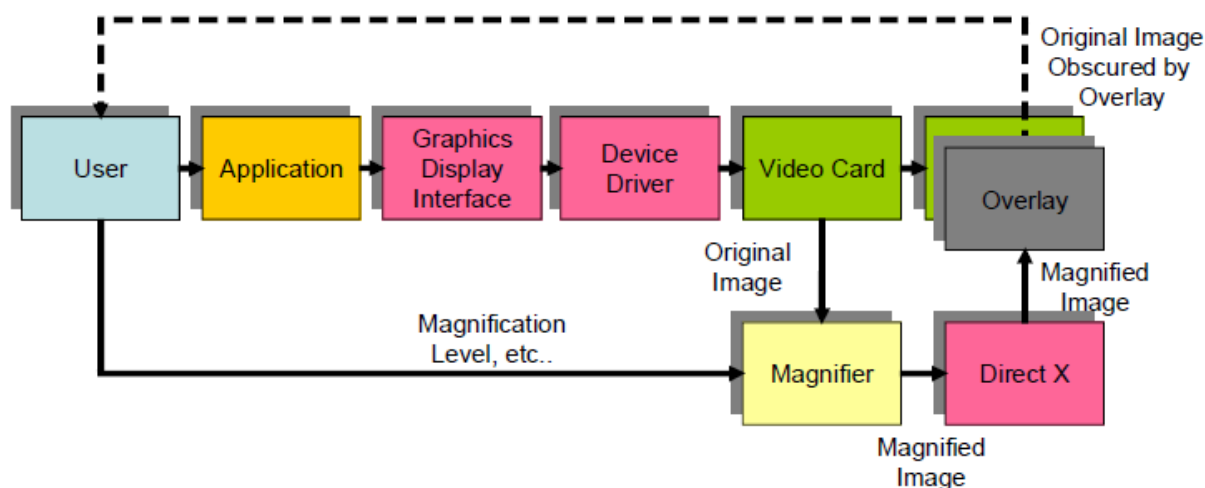 Original Image
Obscured by
Overlay
User
Application
Graphics
Display
Interface
Device
Driver
Video Card
Overlay
Original
Image
Magnified
Image
Magnification
Level, etc..
Magnifier
Direct X
Magnified
Image